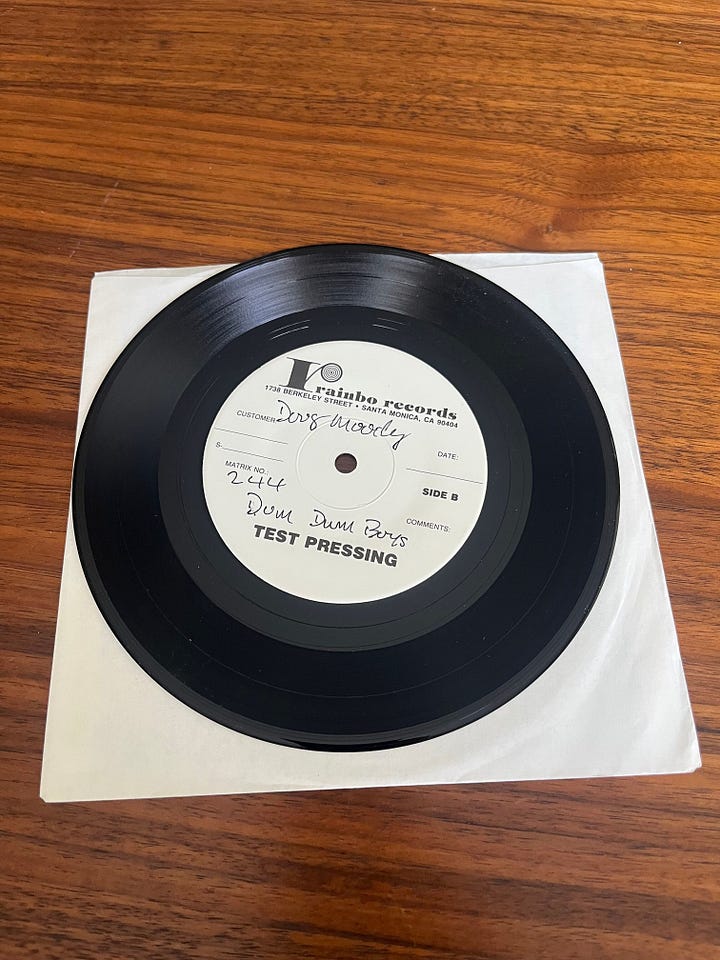 r
rainbo records
1738 BERKELEY STREET • SANTA MONICA, CA 90404
CUSTOMER Doug Moody
DATE:
S-
MATRIX NO.:
244
SIDE B
Dum Dum Boys
COMMENTS:
TEST PRESSING